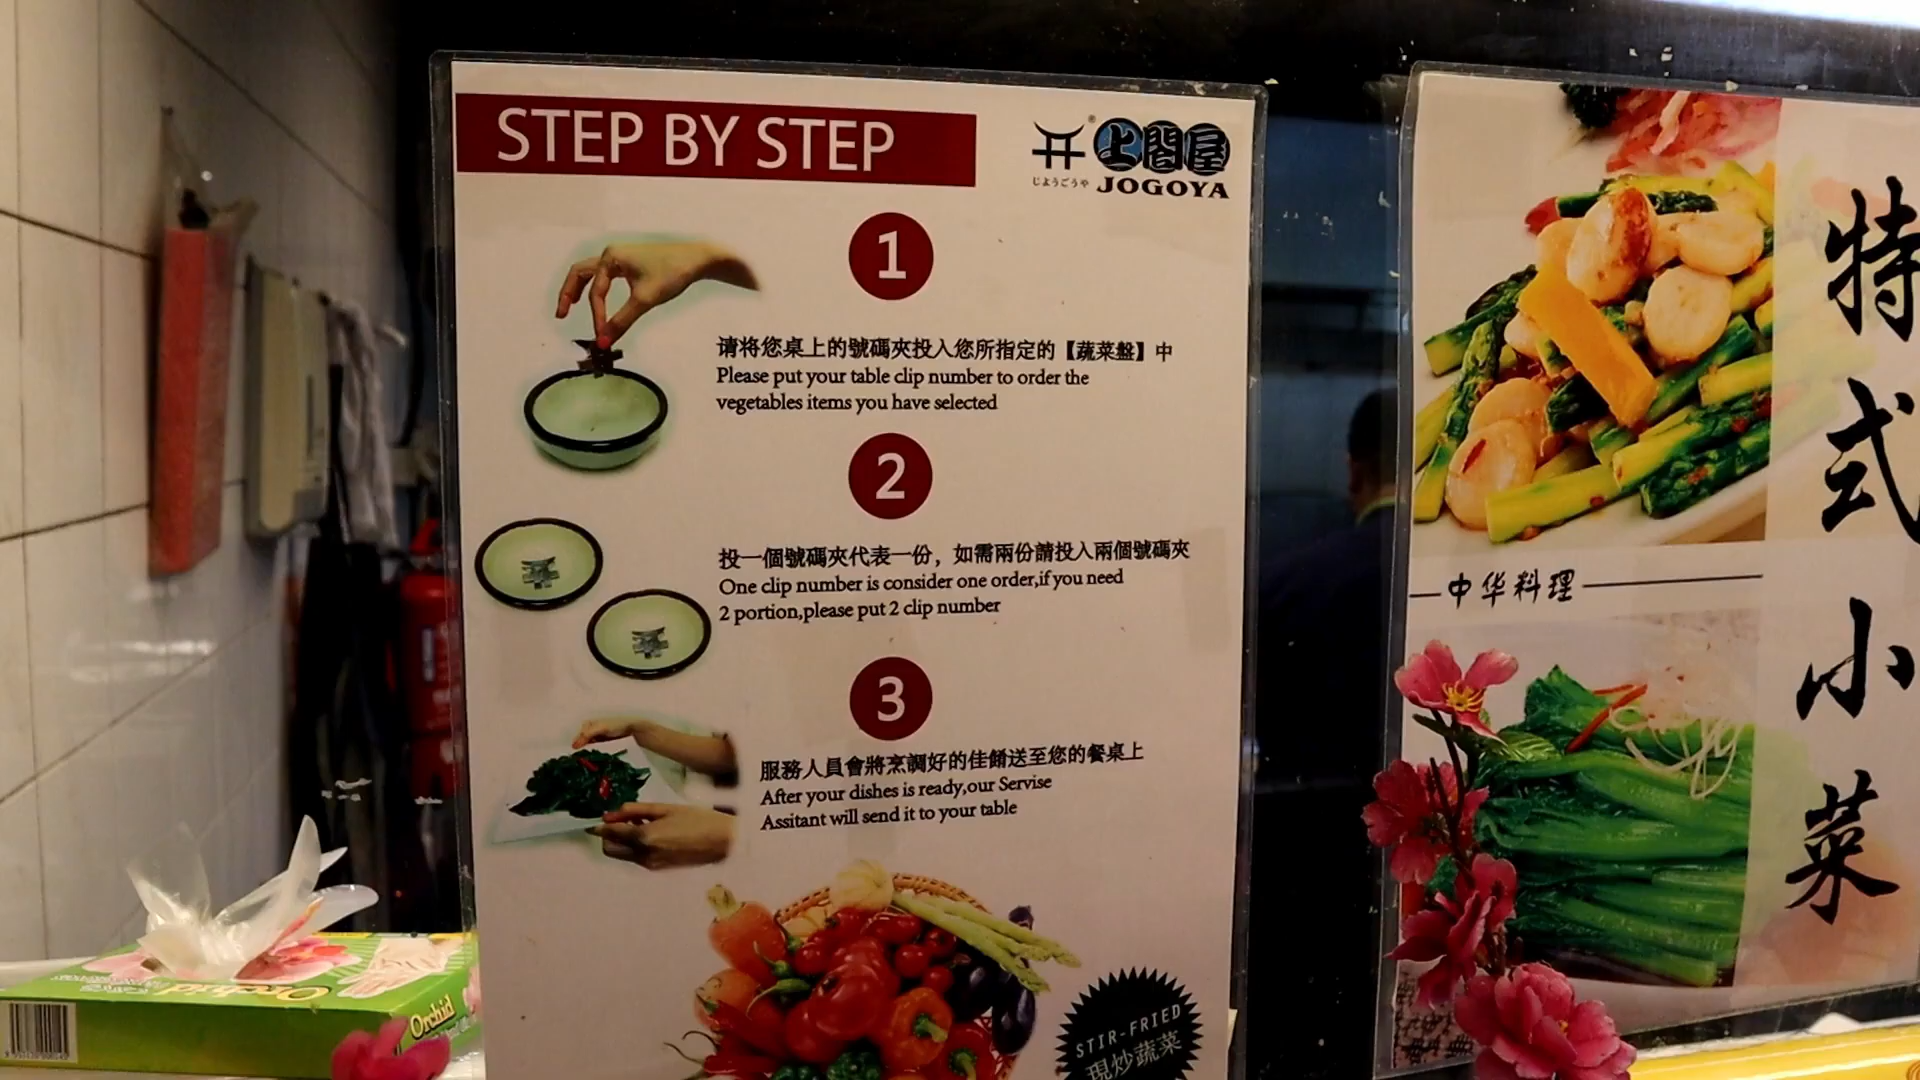 STEP BY STEP
上閤屋
じょうごうや
JOGOYA
1
请将您桌上的號碼夾投入您所指定的【蔬菜盤】中
Please put your table clip number to order the
vegetables items you have selected
2
投一個號碼夾代表一份，如需兩份請投入兩個號碼夾
One clip number is consider one order,if you need
2 portion,please put 2 clip number
3
服務人員會將烹調好的佳餚送至您的餐桌上
After your dishes is ready,our Servise
Assitant will send it to your table
STIR-FRIED
現炒蔬菜
特式小菜
中华料理
Orchid
Orchid